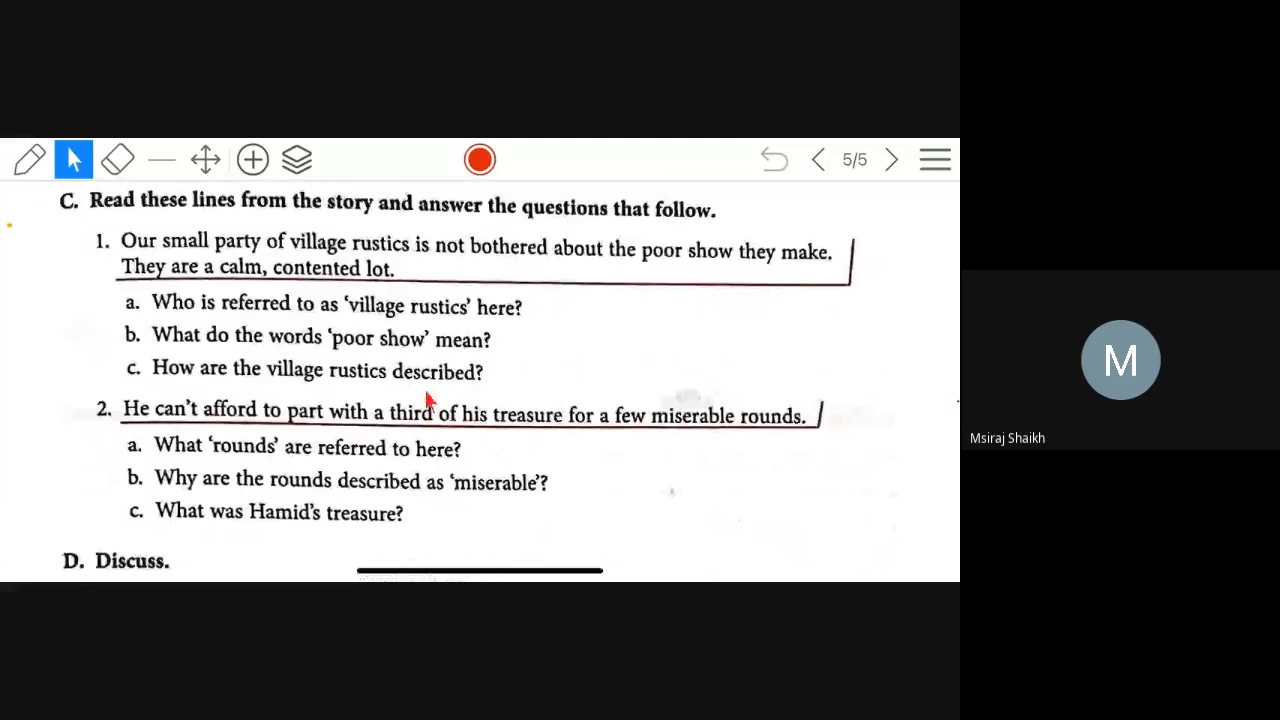 5/5
C. Read these lines from the story and answer the questions that follow.
1. Our small party of village rustics is not bothered about the poor show they make.
They are a calm, contented lot.
a. Who is referred to as ‘village rustics’ here?
b. What do the words ‘poor show’ mean?
c. How are the village rustics described?
2. He can’t afford to part with a third of his treasure for a few miserable rounds.
a. What ‘rounds’ are referred to here?
b. Why are the rounds described as ‘miserable’?
c. What was Hamid’s treasure?
D. Discuss.
M
Msiraj Shaikh